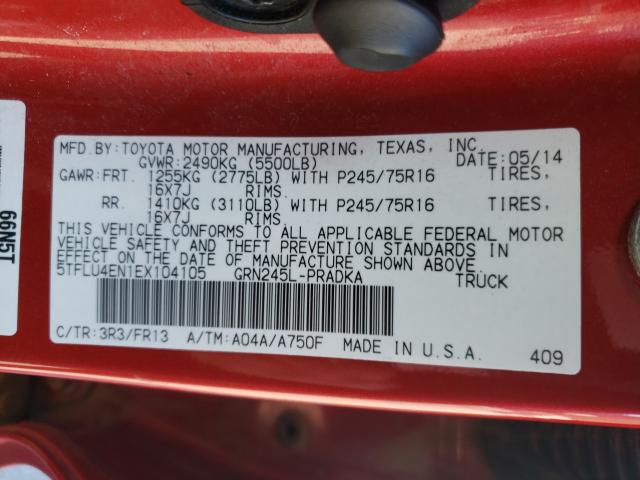 MFD.BY:TOYOTA MOTOR MANUFACTURING, TEXAS, INC.
GVWR:2490KG (5500LB) DATE:05/14
GAWR:FRT. 1255KG (2775LB) WITH P245/75R16 TIRES,
16X7J RIMS.
RR. 1410KG (3110LB) WITH P245/75R16 TIRES,
16X7J RIMS.
THIS VEHICLE CONFORMS TO ALL APPLICABLE FEDERAL MOTOR
VEHICLE SAFETY AND THEFT PREVENTION STANDARDS IN
EFFECT ON THE DATE OF MANUFACTURE SHOWN ABOVE.
5TFLU4EN1EX104105 GRN245L-PRADKA TRUCK
C/TR:3R3/FR13 A/TM:A04A/A750F MADE IN U.S.A. 409
66N5T